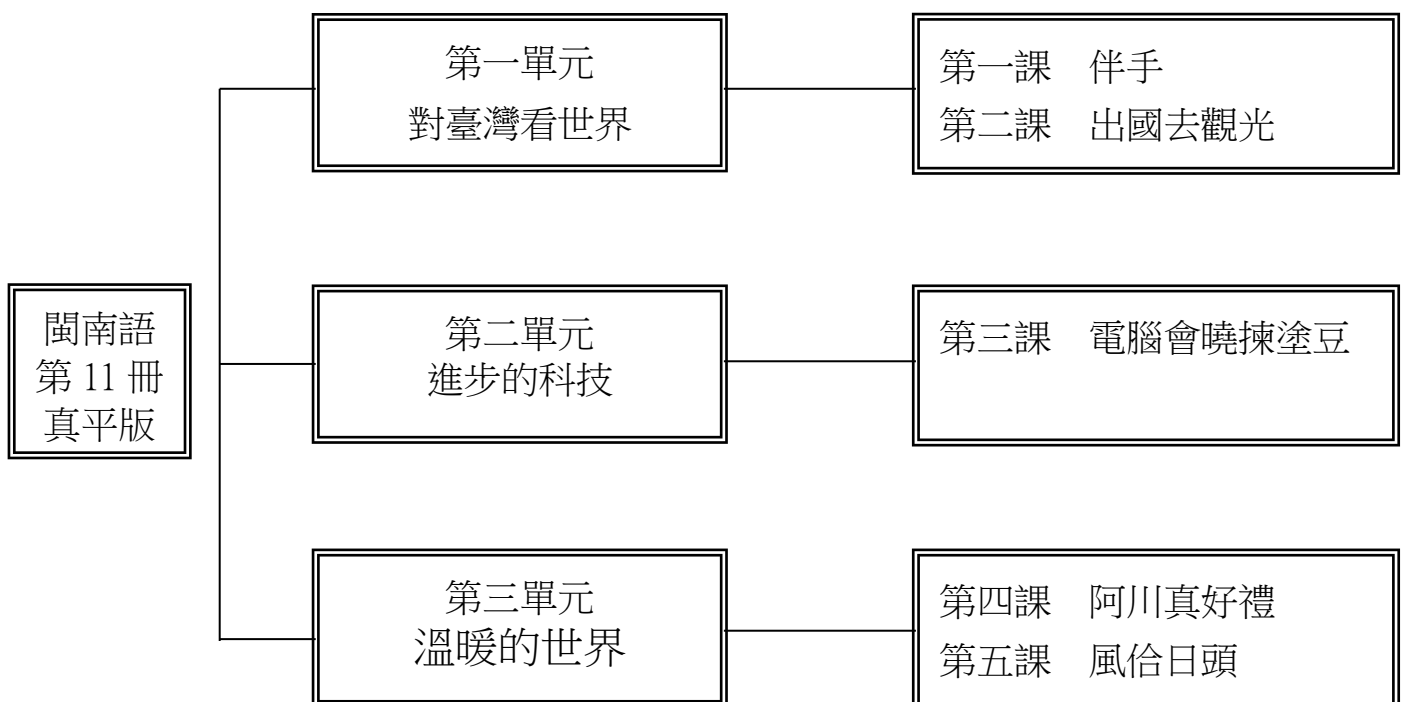 閩南語
第 11 冊
真平版
第一單元
對臺灣看世界
第一課　伴手
第二課　出國去觀光
第二單元
進步的科技
第三課　電腦會曉揀塗豆
第三單元
溫暖的世界
第四課　阿川真好禮
第五課　風佮日頭